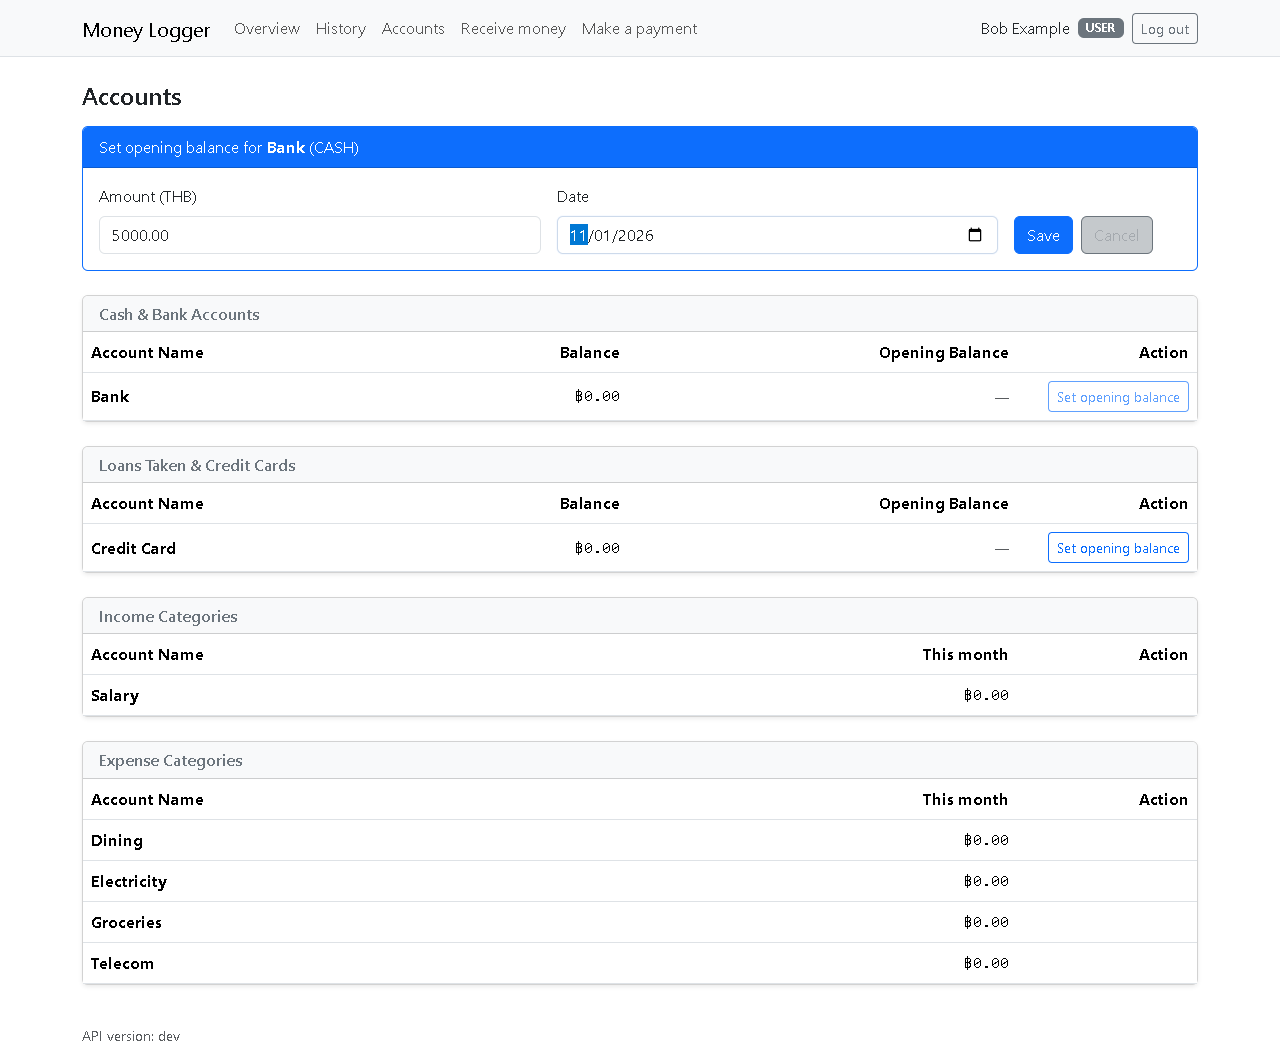 Money Logger Overview History Accounts Receive money Make a payment Bob Example USER Log out
Accounts
Set opening balance for Bank (CASH)
Amount (THB) Date
5000.00 11/01/2026 Save Cancel
Cash & Bank Accounts
Account Name Balance Opening Balance Action
Bank ฿0.00 — Set opening balance
Loans Taken & Credit Cards
Account Name Balance Opening Balance Action
Credit Card ฿0.00 — Set opening balance
Income Categories
Account Name This month Action
Salary ฿0.00
Expense Categories
Account Name This month Action
Dining ฿0.00
Electricity ฿0.00
Groceries ฿0.00
Telecom ฿0.00
API version: dev